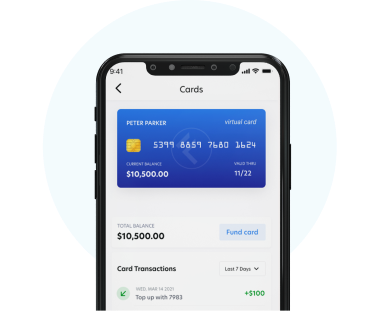 9:41
Cards
PETER PARKER
virtual card
5399 8659 7680 1624
CURRENT BALANCE
VALID THRU
$10,500.00
11/22
TOTAL BALANCE
$10,500.00
Fund card
Card Transactions
Last 7 Days
WED, MAR 14 2021
Top up with 7983
+$100